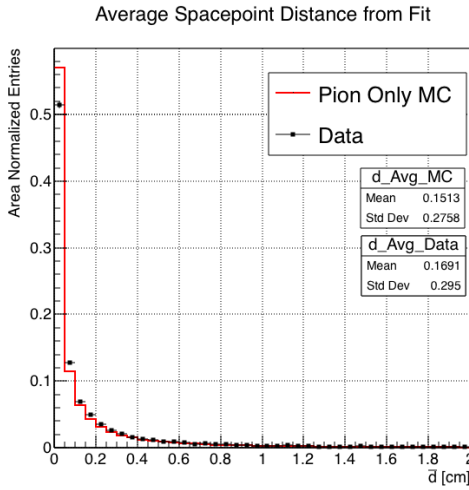 Average Spacepoint Distance from Fit
Area Normalized Entries
0.5
0.4
0.3
0.2
0.1
0
Pion Only MC
Data
d_Avg_MC
Mean 0.1513
Std Dev 0.2758
d_Avg_Data
Mean 0.1691
Std Dev 0.295
0 0.2 0.4 0.6 0.8 1 1.2 1.4 1.6 1.8 2
d̅ [cm]